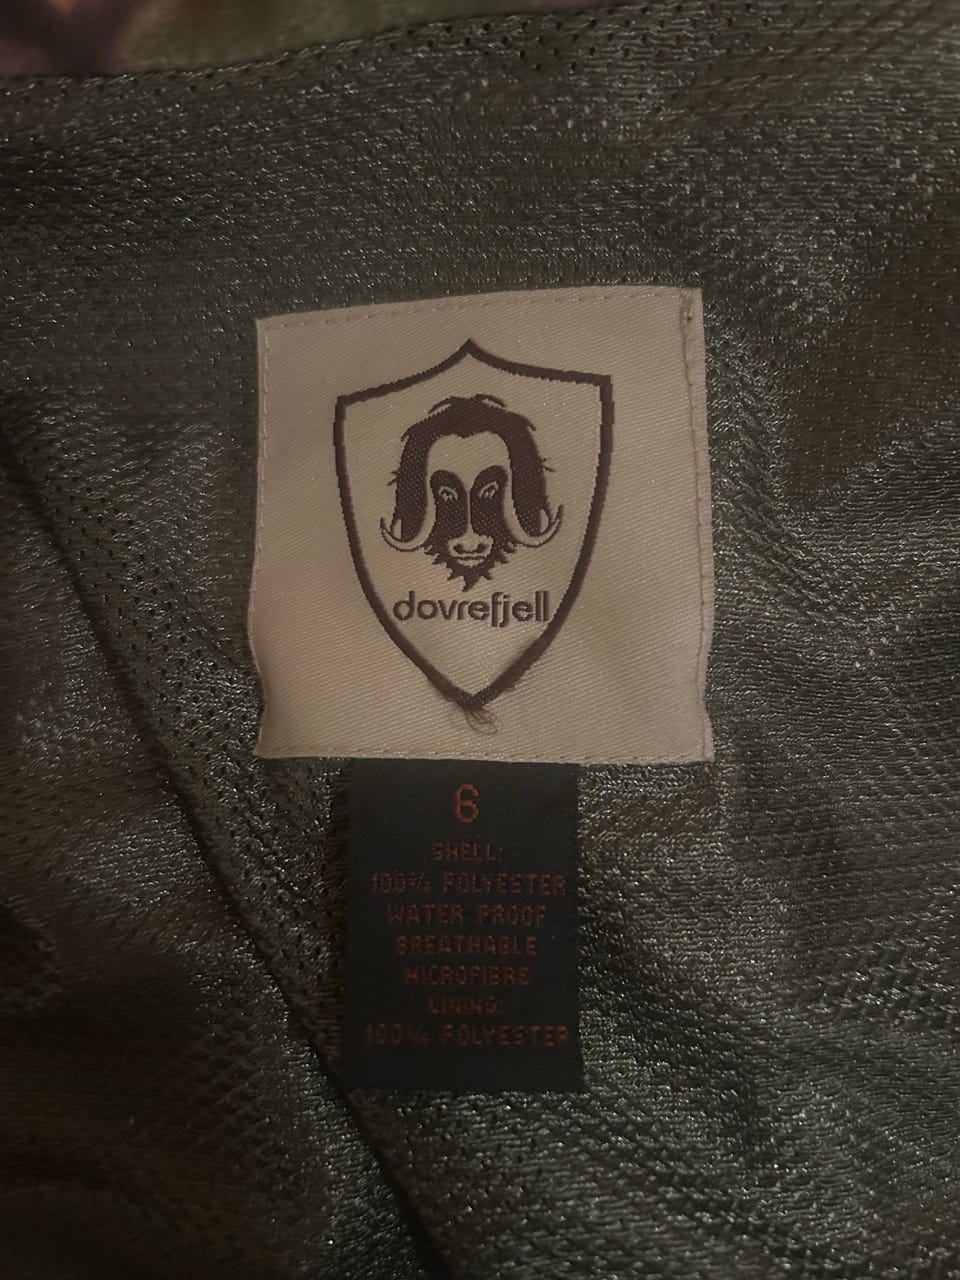 dovrefjell
6
SHELL:
100% POLYESTER
WATER PROOF
BREATHABLE
MICROFIBRE
LINING:
100% POLYESTER